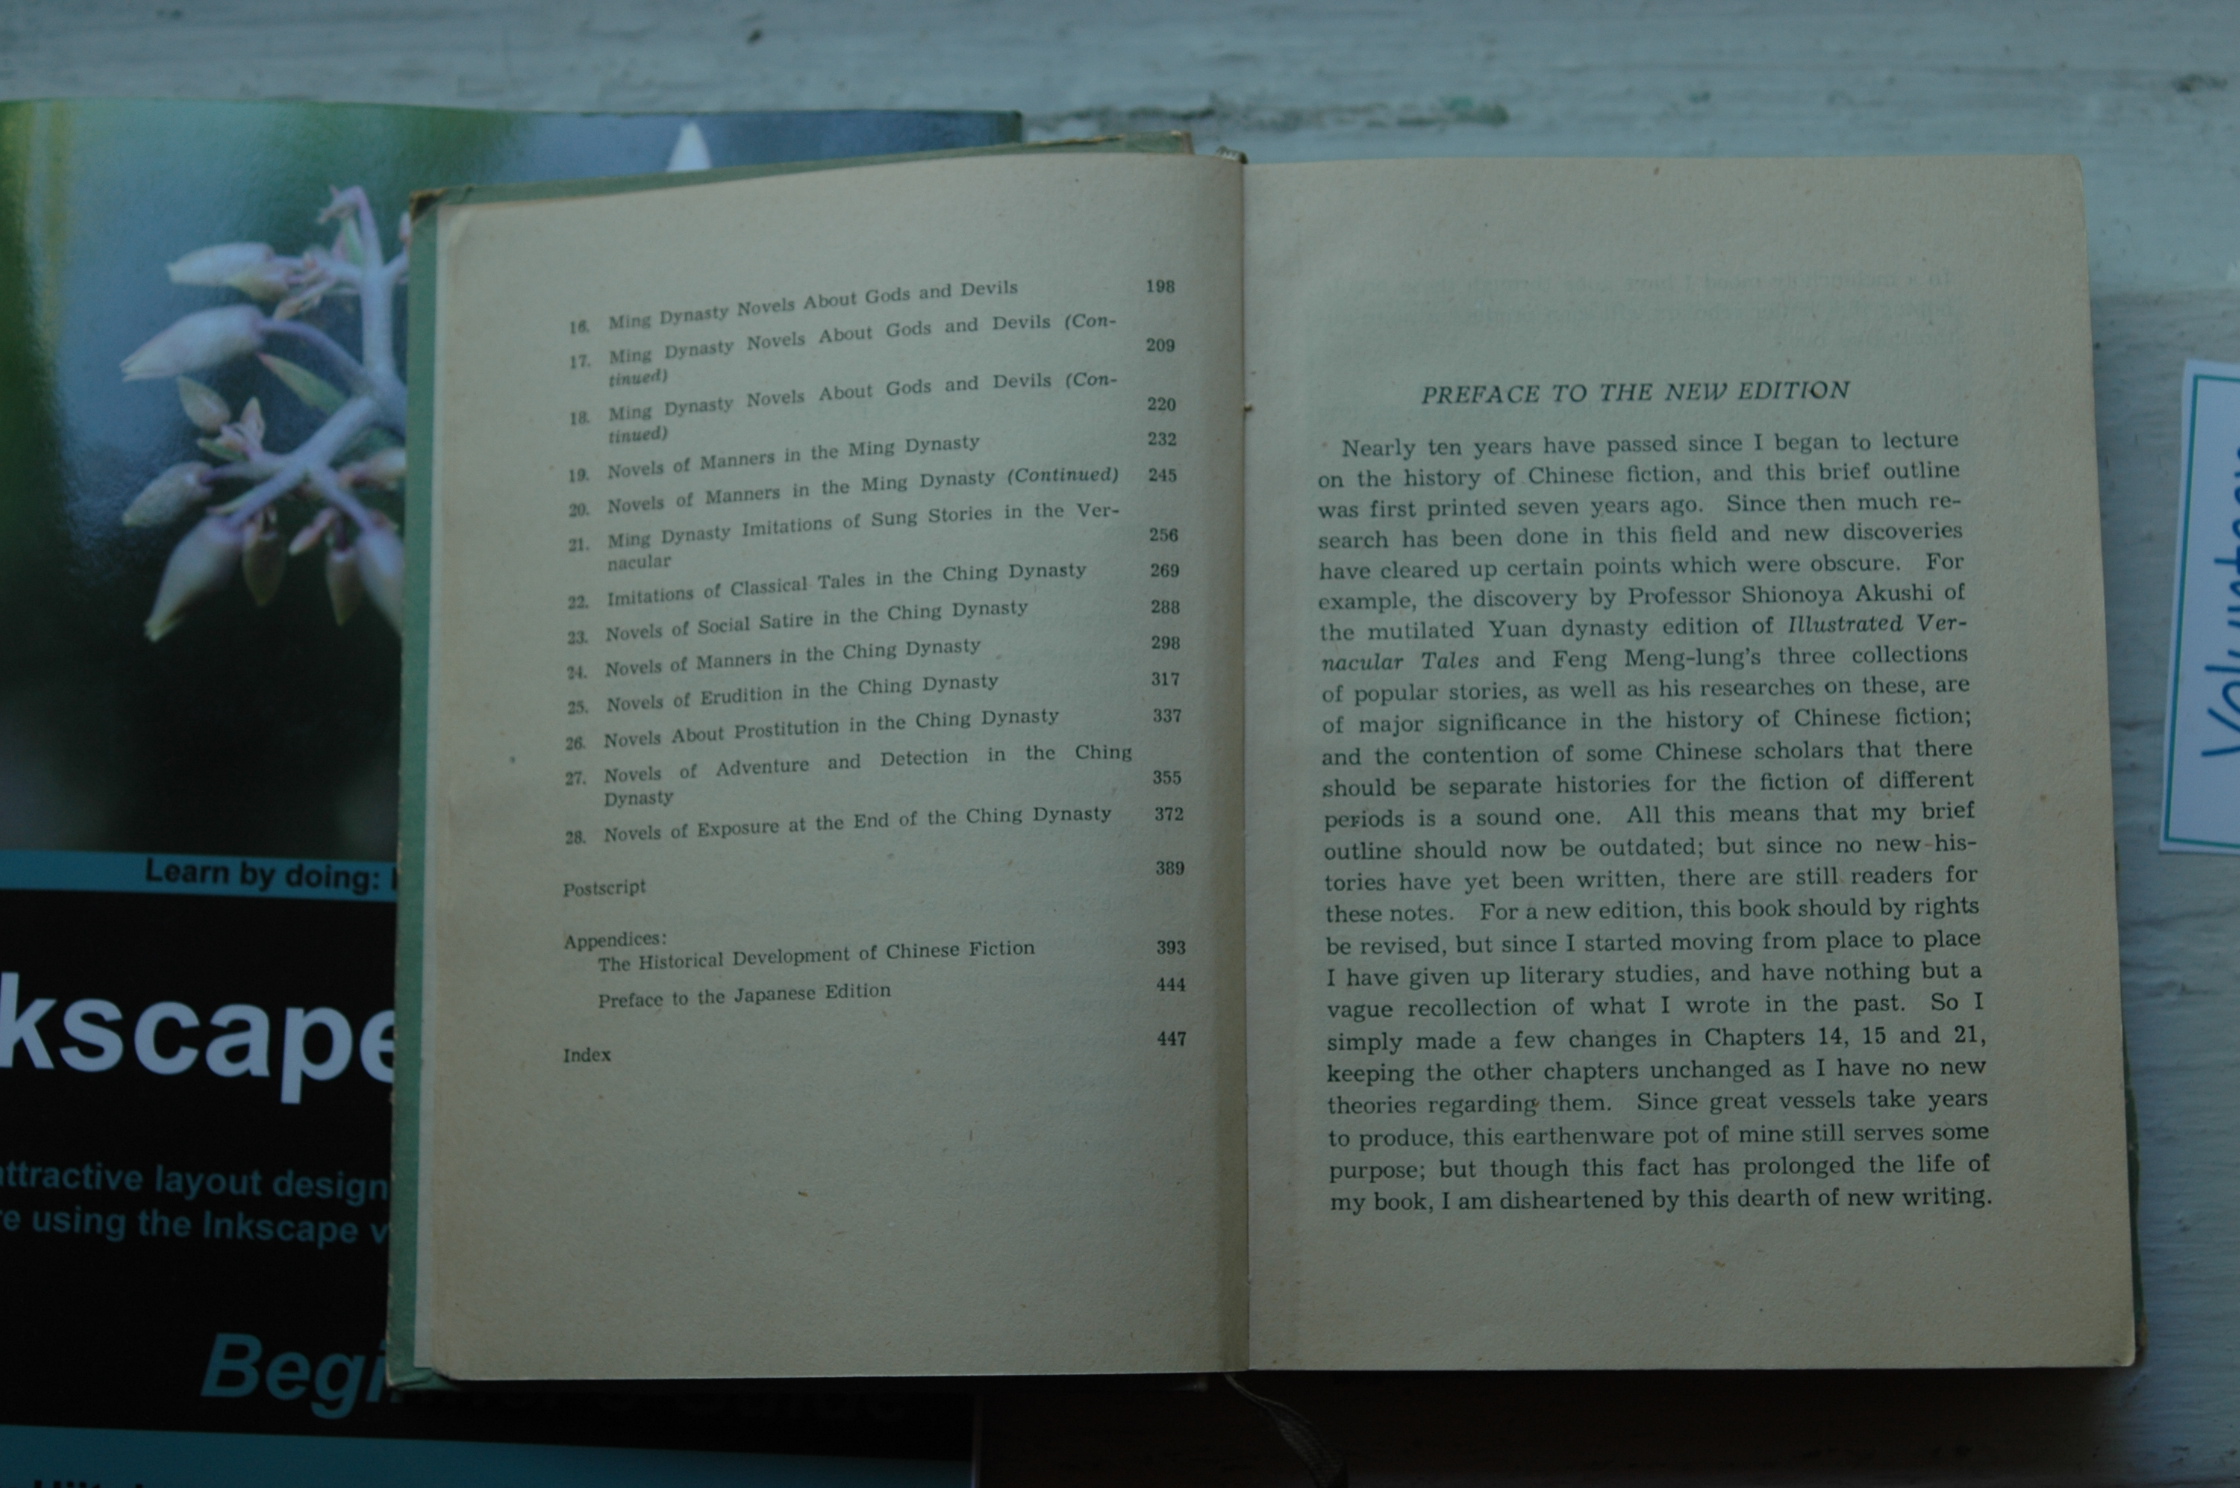 16. Ming Dynasty Novels About Gods and Devils 198
17. Ming Dynasty Novels About Gods and Devils (Con-
tinued) 209
18. Ming Dynasty Novels About Gods and Devils (Con-
tinued) 220
19. Novels of Manners in the Ming Dynasty 232
20. Novels of Manners in the Ming Dynasty (Continued) 245
21. Ming Dynasty Imitations of Sung Stories in the Ver-
nacular 256
22. Imitations of Classical Tales in the Ching Dynasty 269
23. Novels of Social Satire in the Ching Dynasty 288
24. Novels of Manners in the Ching Dynasty 298
25. Novels of Erudition in the Ching Dynasty 317
26. Novels About Prostitution in the Ching Dynasty 337
27. Novels of Adventure and Detection in the Ching
Dynasty 355
28. Novels of Exposure at the End of the Ching Dynasty 372
Postscript 389
Appendices:
The Historical Development of Chinese Fiction 393
Preface to the Japanese Edition 444
Index 447
PREFACE TO THE NEW EDITION
Nearly ten years have passed since I began to lecture
on the history of Chinese fiction, and this brief outline
was first printed seven years ago. Since then much re-
search has been done in this field and new discoveries
have cleared up certain points which were obscure. For
example, the discovery by Professor Shionoya Akushi of
the mutilated Yuan dynasty edition of Illustrated Ver-
nacular Tales and Feng Meng-lung's three collections
of popular stories, as well as his researches on these, are
of major significance in the history of Chinese fiction;
and the contention of some Chinese scholars that there
should be separate histories for the fiction of different
periods is a sound one. All this means that my brief
outline should now be outdated; but since no new his-
tories have yet been written, there are still readers for
these notes. For a new edition, this book should by rights
be revised, but since I started moving from place to place
I have given up literary studies, and have nothing but a
vague recollection of what I wrote in the past. So I
simply made a few changes in Chapters 14, 15 and 21,
keeping the other chapters unchanged as I have no new
theories regarding them. Since great vessels take years
to produce, this earthenware pot of mine still serves some
purpose; but though this fact has prolonged the life of
my book, I am disheartened by this dearth of new writing.
Learn by doing:
kscape
attractive layout design
re using the Inkscape v
Begi